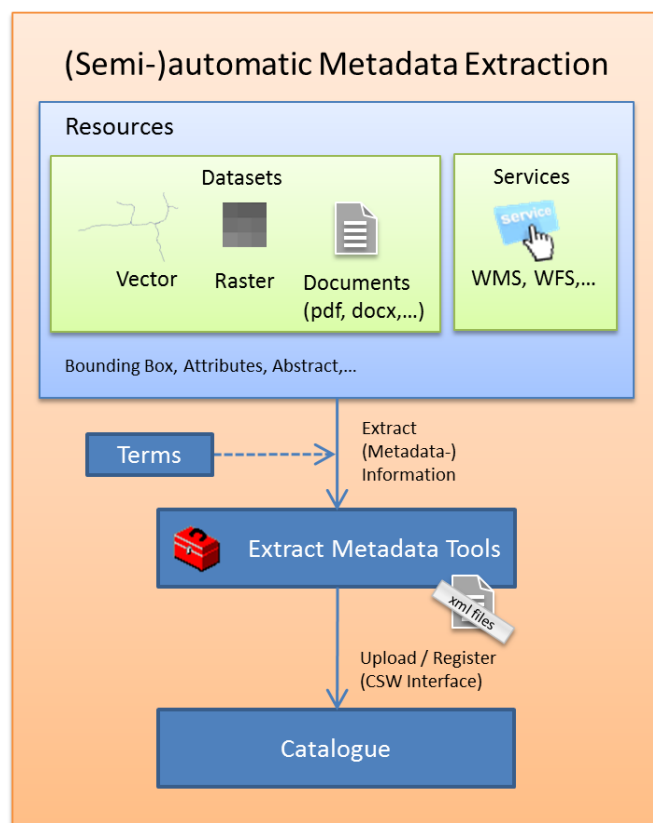 (Semi-)automatic Metadata Extraction
Resources
Datasets
Vector
Raster
Documents
(pdf, docx,...)
Services
service
WMS, WFS,...
Bounding Box, Attributes, Abstract,...
Terms
Extract
(Metadata-)
Information
Extract Metadata Tools
xml files
Upload / Register
(CSW Interface)
Catalogue